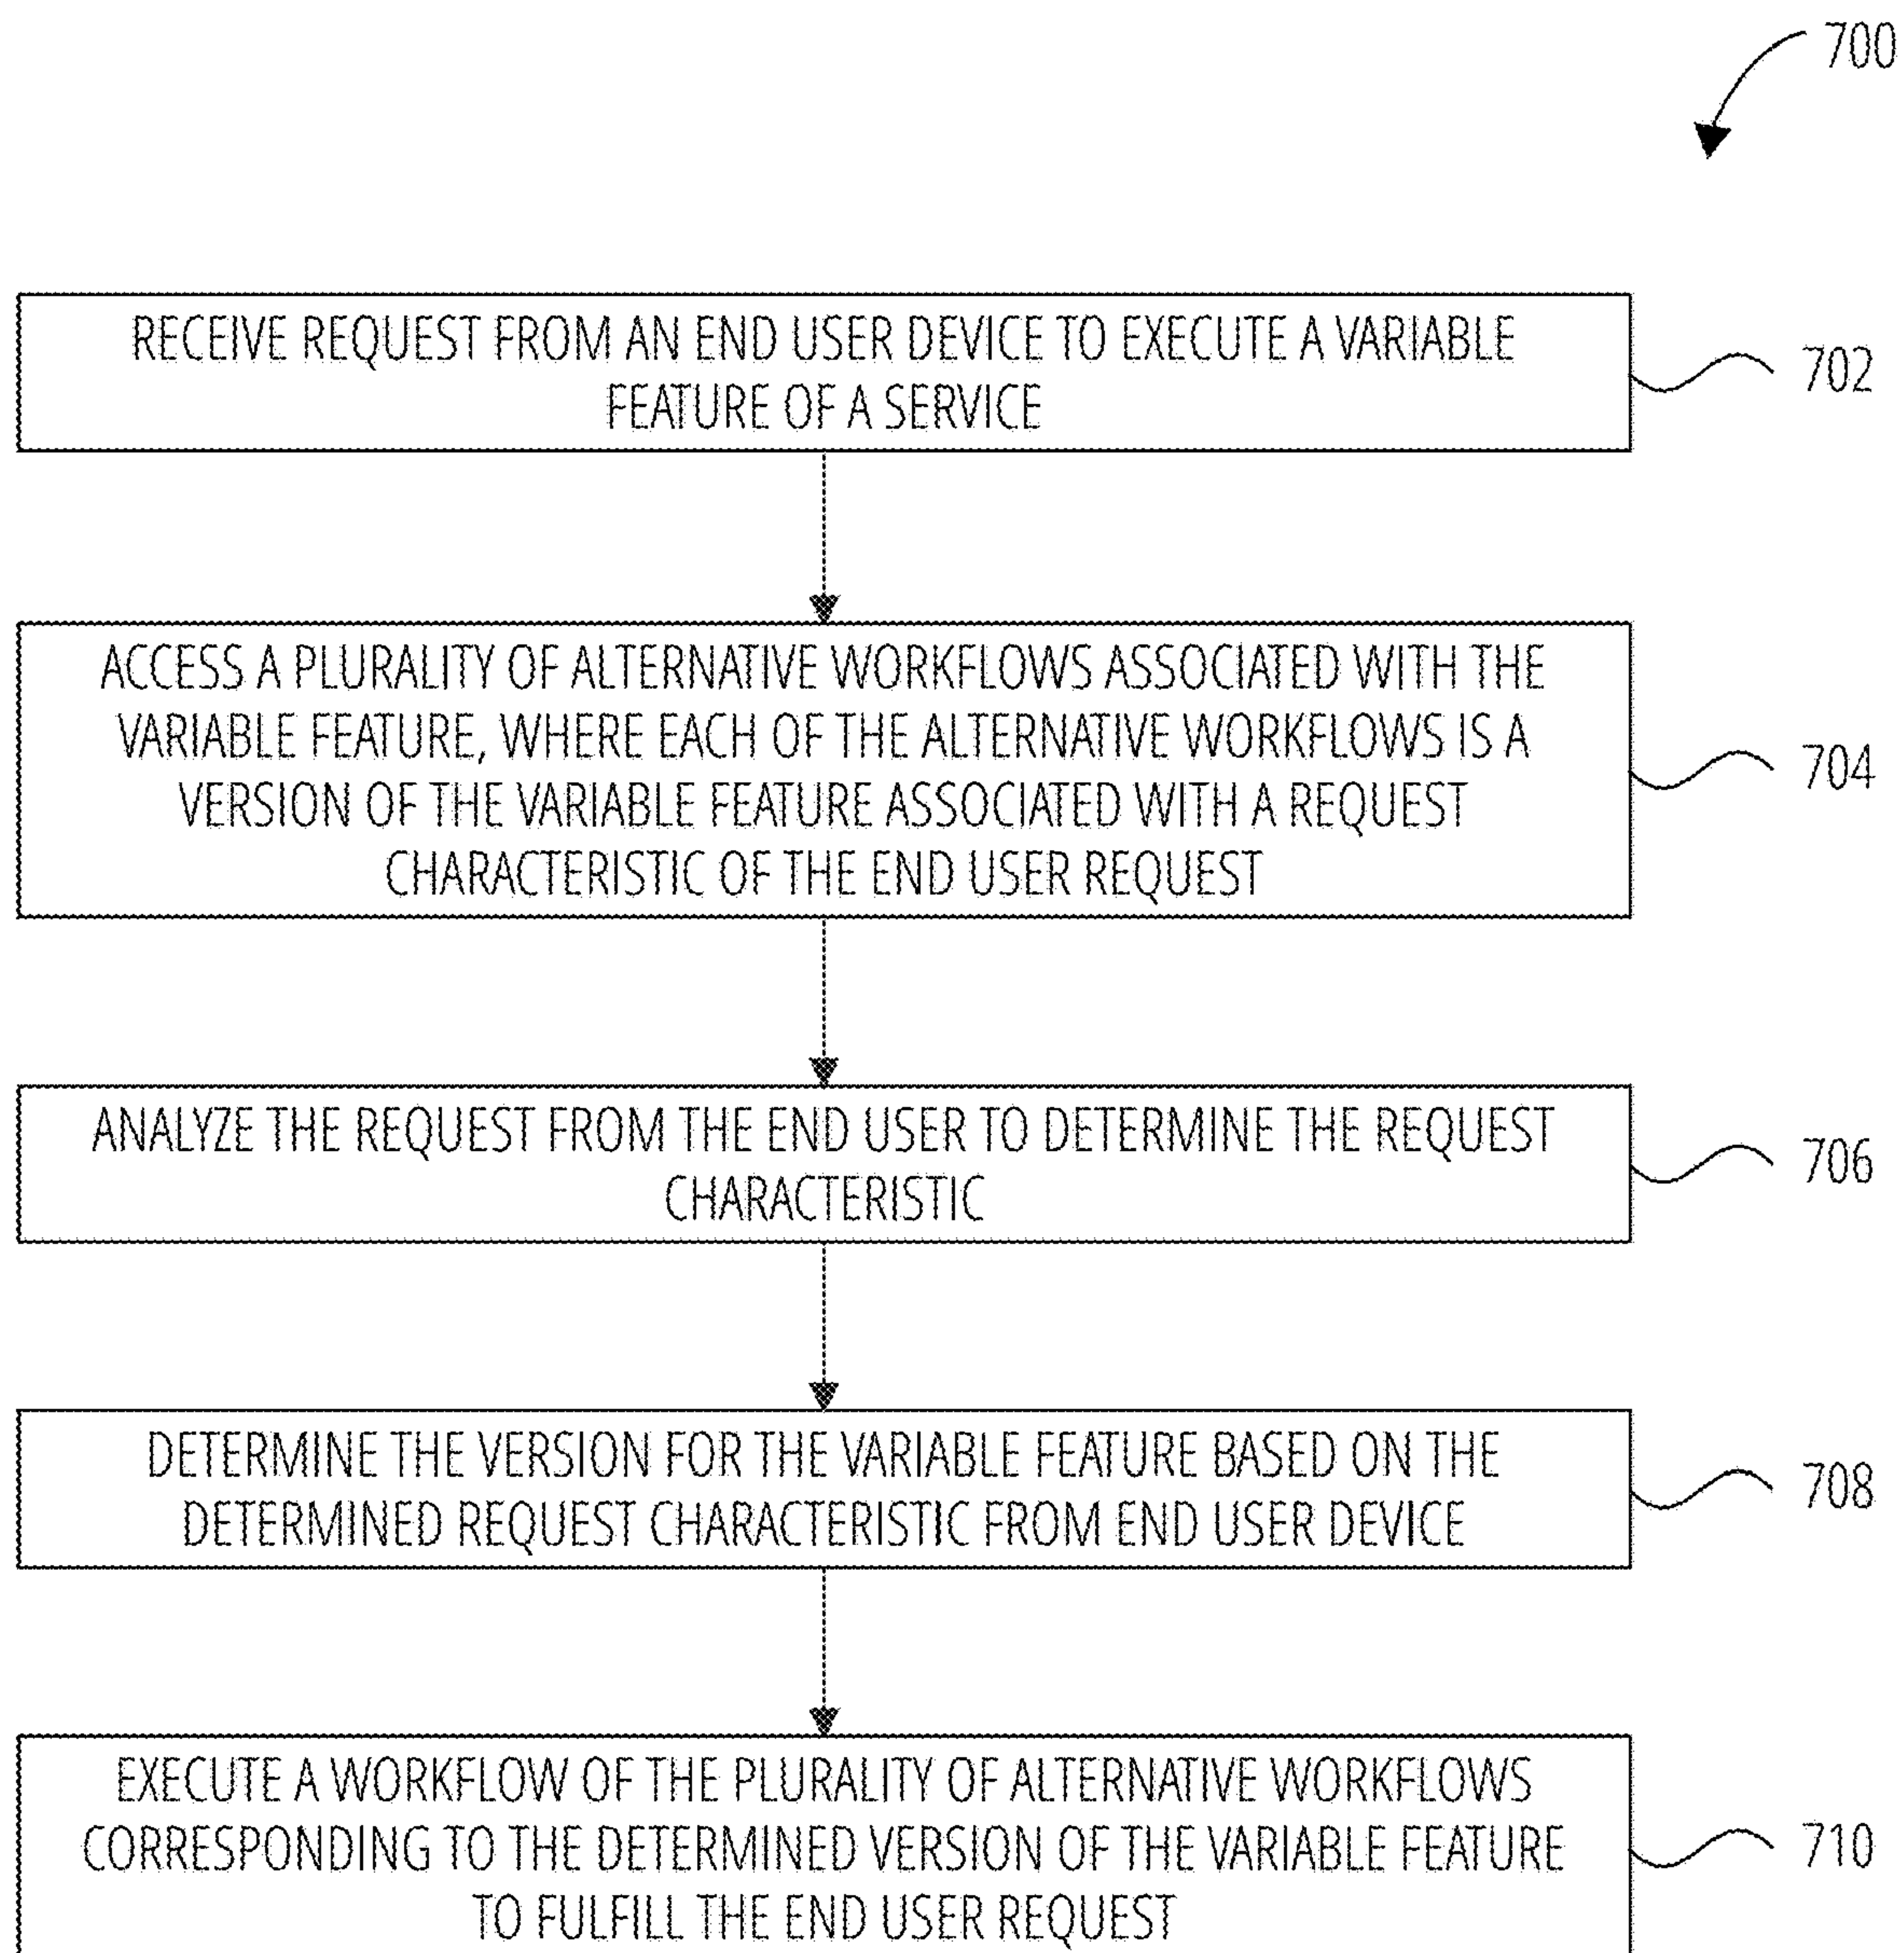 700
RECEIVE REQUEST FROM AN END USER DEVICE TO EXECUTE A VARIABLE
FEATURE OF A SERVICE
702
ACCESS A PLURALITY OF ALTERNATIVE WORKFLOWS ASSOCIATED WITH THE
VARIABLE FEATURE, WHERE EACH OF THE ALTERNATIVE WORKFLOWS IS A
VERSION OF THE VARIABLE FEATURE ASSOCIATED WITH A REQUEST
CHARACTERISTIC OF THE END USER REQUEST
704
ANALYZE THE REQUEST FROM THE END USER TO DETERMINE THE REQUEST
CHARACTERISTIC
706
DETERMINE THE VERSION FOR THE VARIABLE FEATURE BASED ON THE
DETERMINED REQUEST CHARACTERISTIC FROM END USER DEVICE
708
EXECUTE A WORKFLOW OF THE PLURALITY OF ALTERNATIVE WORKFLOWS
CORRESPONDING TO THE DETERMINED VERSION OF THE VARIABLE FEATURE
TO FULFILL THE END USER REQUEST
710